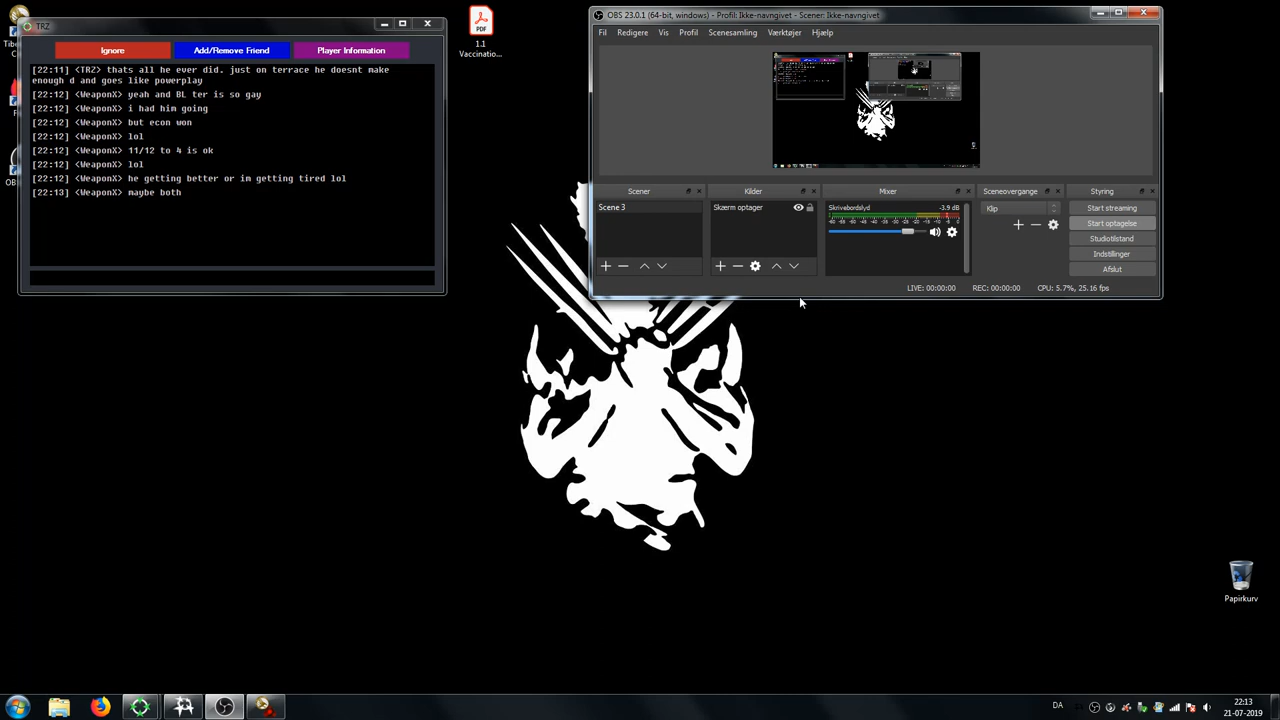 TRZ
Ignore
Add/Remove Friend
Player Information
[22:11] <TRZ> thats all he ever did. just on terrace he doesnt make
enough d and goes like powerplay
[22:12] <WeaponX> yeah and BL ter is so gay
[22:12] <WeaponX> i had him going
[22:12] <WeaponX> but econ won
[22:12] <WeaponX> lol
[22:12] <WeaponX> 11/12 to 4 is ok
[22:12] <WeaponX> lol
[22:12] <WeaponX> he getting better or im getting tired lol
[22:13] <WeaponX> maybe both
1.1
Vaccinatio...
PDF
OBS 23.0.1 (64-bit, windows) - Profil: Ikke-navngivet - Scener: Ikke-navngivet
Fil Redigere Vis Profil Scenesamling Værktøjer Hjælp
Scener
Kilder
Mixer
Sceneovergange
Styring
Scene 3
Skærm optager
Skrivebordslyd
-3.9 dB
Klip
Start streaming
Start optagelse
Studiotilstand
Indstillinger
Afslut
LIVE: 00:00:00
REC: 00:00:00
CPU: 5.7%, 25.16 fps
Papirkurv
DA
22:13
21-07-2019